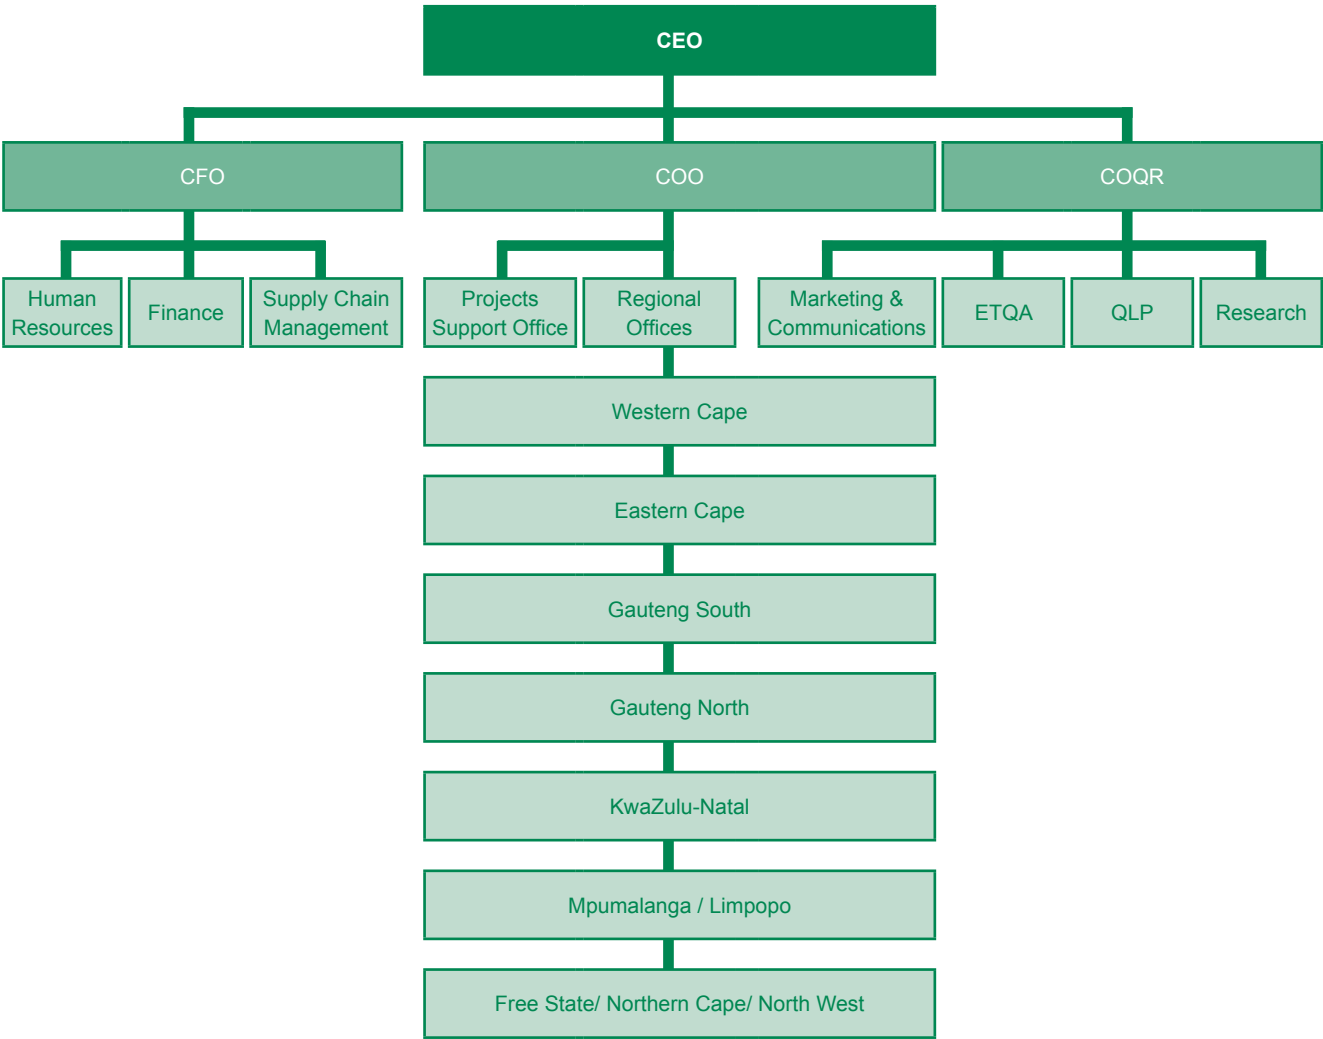 CEO
CFO
COO
COQR
Human
Resources
Finance
Supply Chain
Management
Projects
Support Office
Regional
Offices
Marketing &
Communications
ETQA
QLP
Research
Western Cape
Eastern Cape
Gauteng South
Gauteng North
KwaZulu-Natal
Mpumalanga / Limpopo
Free State/ Northern Cape/ North West